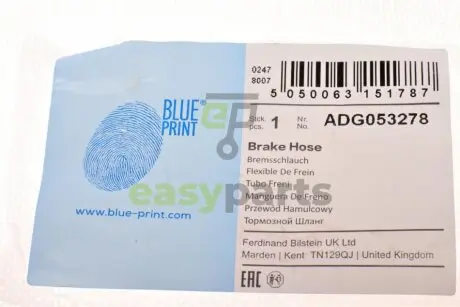 BLUE
PRINT
www.blue-print.com
0247
8007
5 050063 151787
Stck. 1 Nr. ADG053278
pcs. No.
Brake Hose
Bremsschlauch
Flexible De Frein
Tubo Freni
Manguera De Freno
Przewód Hamulcowy
Тормозной Шланг
easyparts
Ferdinand Bilstein UK Ltd
Marden | Kent TN129QJ | United Kingdom
EAC